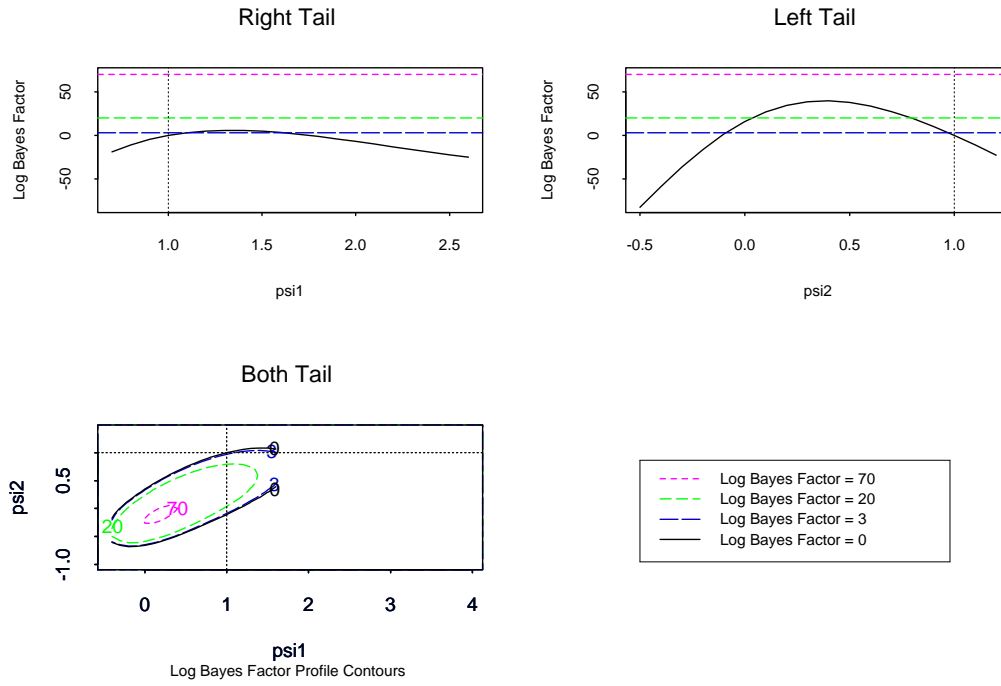 Right Tail
Log Bayes Factor
50
0
-50
1.0 1.5 2.0 2.5
psi1
Left Tail
Log Bayes Factor
50
0
-50
-0.5 0.0 0.5 1.0
psi2
Both Tail
psi2
0.5
-1.0
0
3
3
0
70
20
0 1 2 3 4
psi1
Log Bayes Factor Profile Contours
Log Bayes Factor = 70
Log Bayes Factor = 20
Log Bayes Factor = 3
Log Bayes Factor = 0